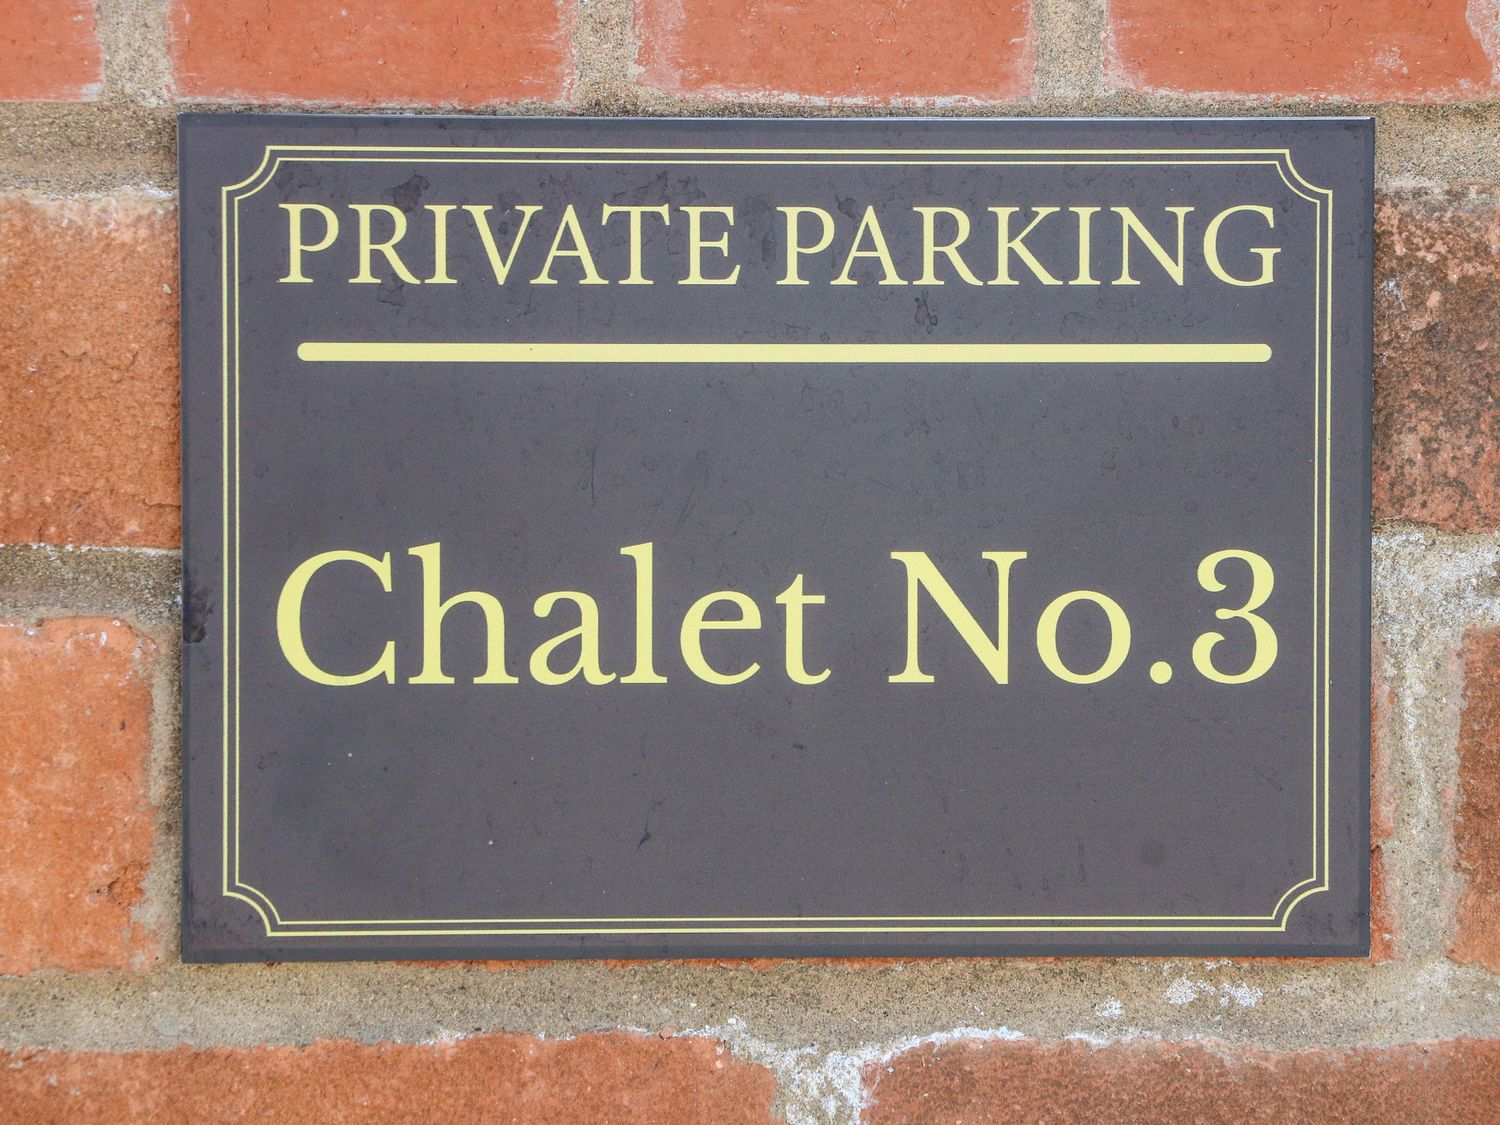 PRIVATE PARKING
Chalet No.3